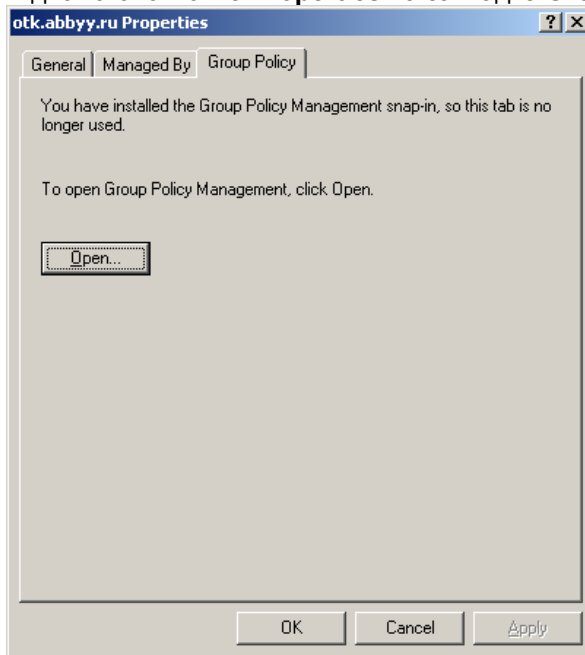 otk.abbyy.ru Properties
General Managed By Group Policy
You have installed the Group Policy Management snap-in, so this tab is no
longer used.
To open Group Policy Management, click Open.
Open...
OK Cancel Apply